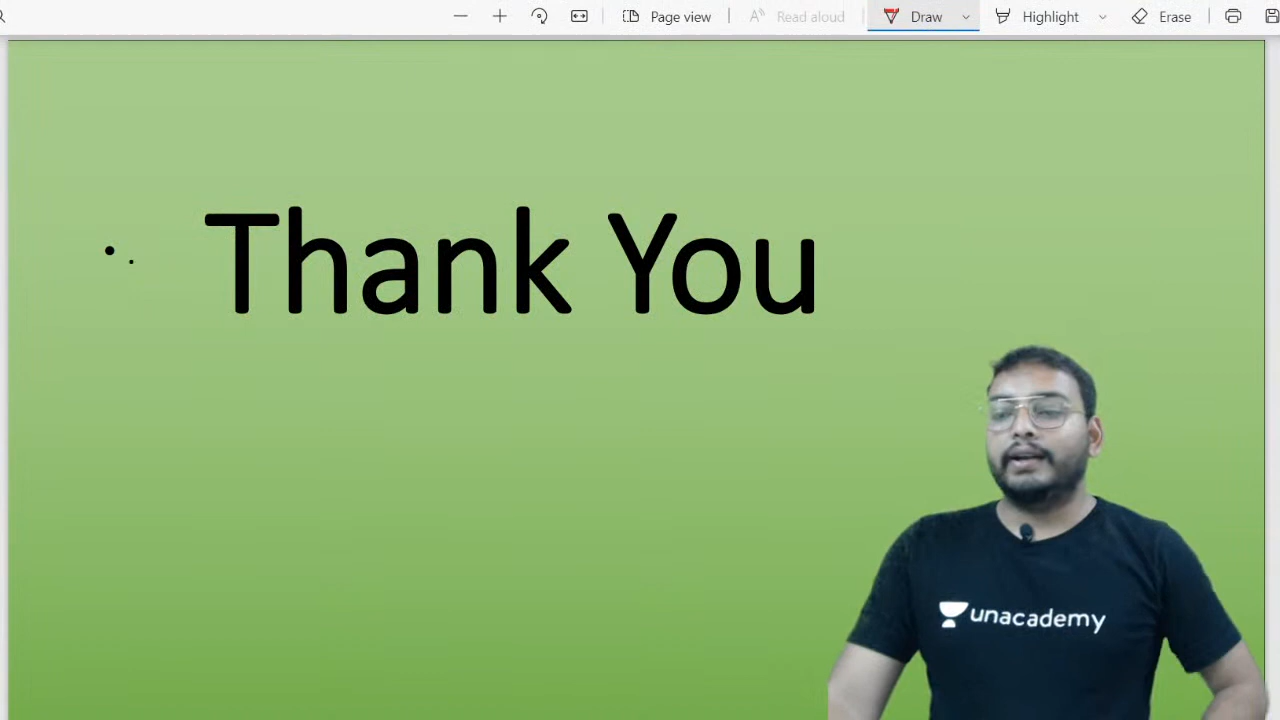 Page view
Read aloud
Draw
Highlight
Erase
Thank You
unacademy